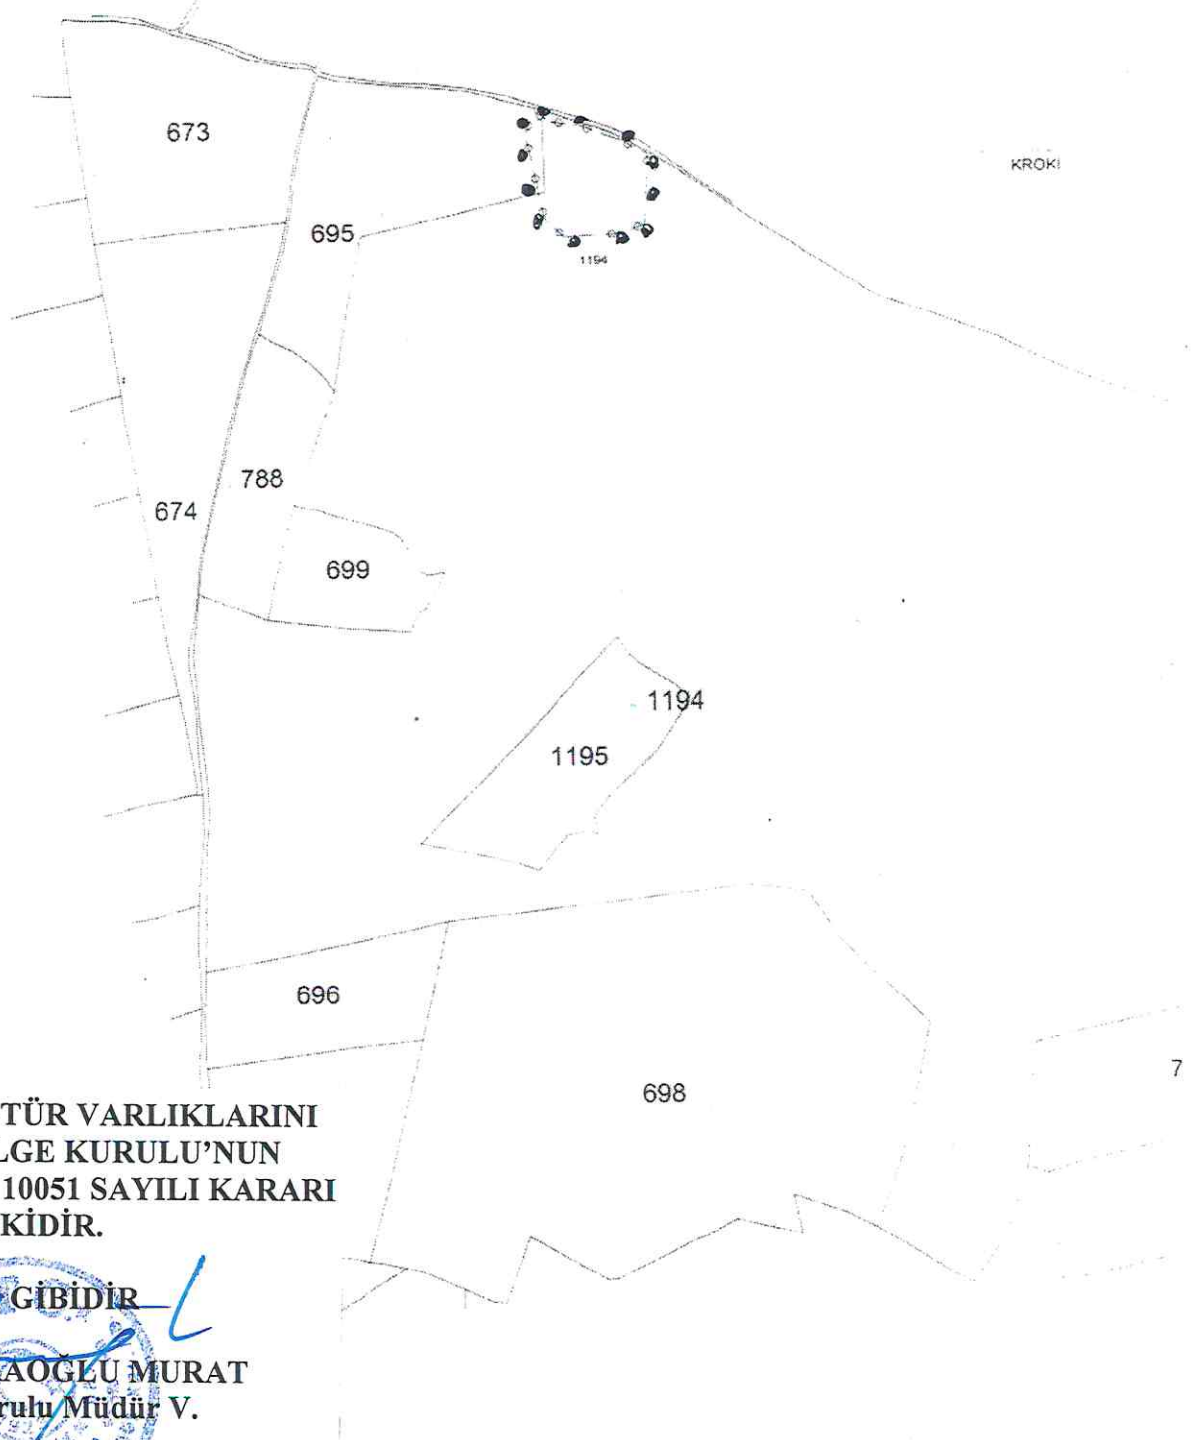 673
KROKI
695
1194
788
674
699
1194
1195
696
698
7
TÜR VARLIKLARINI
LGE KURULU'NUN
10051 SAYILI KARARI
KİDİR.
GİBİDİR
AOĞLU MURAT
rulu Müdür V.